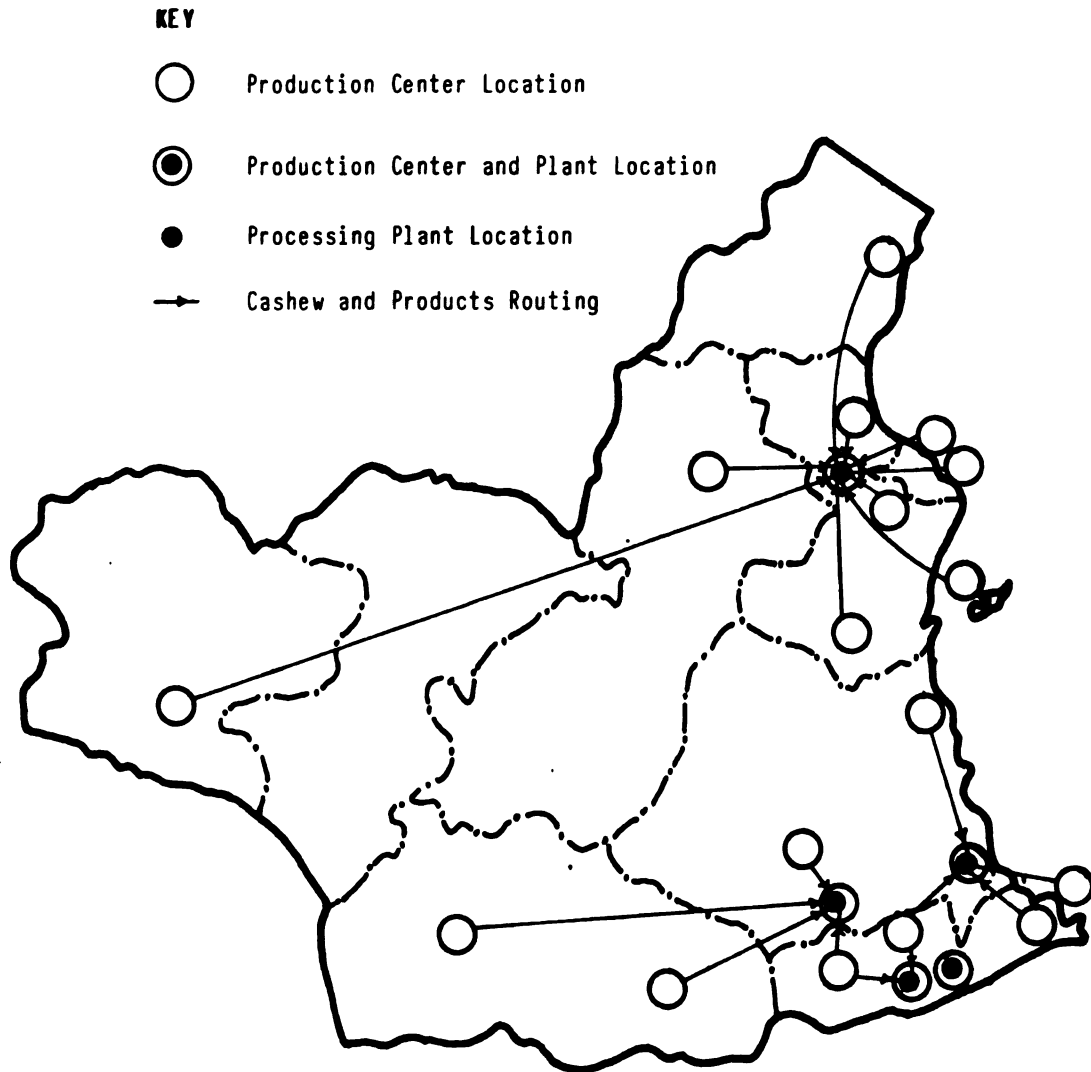 KEY
Production Center Location
Production Center and Plant Location
Processing Plant Location
Cashew and Products Routing